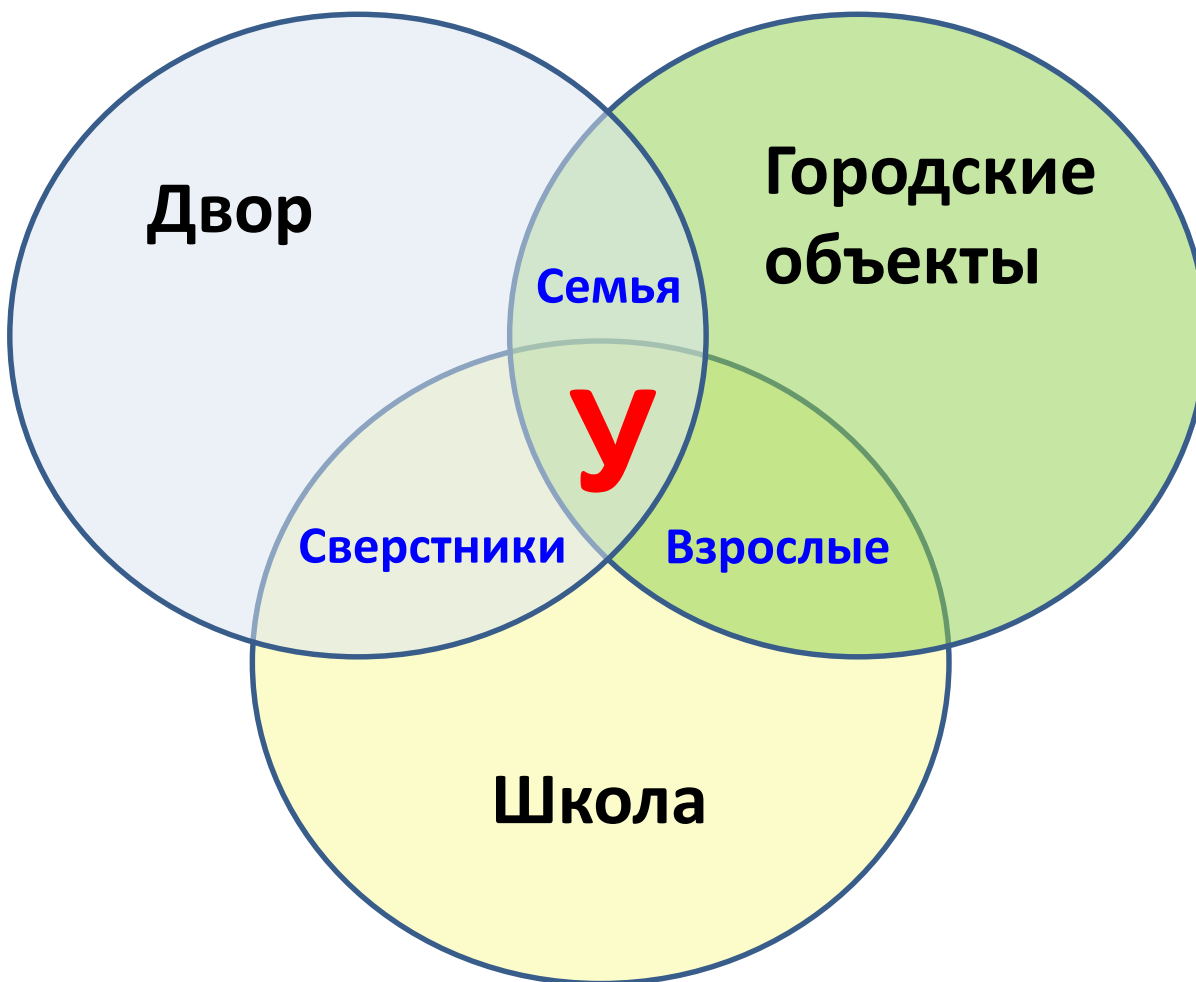 Двор
Городские
объекты
Семья
У
Сверстники
Взрослые
Школа